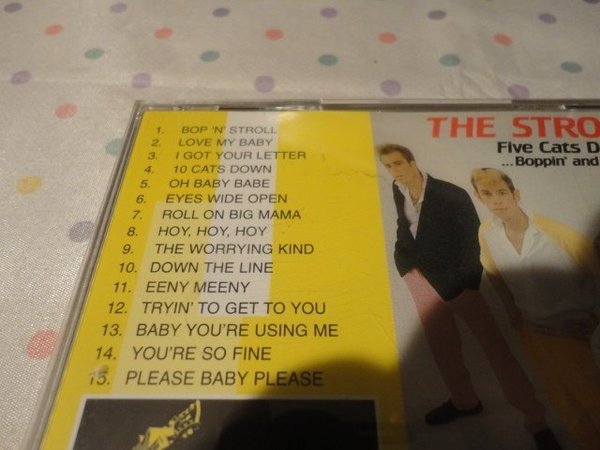 THE STRO
Five Cats D
...Boppin' and
1. BOP 'N' STROLL
2. LOVE MY BABY
3. I GOT YOUR LETTER
4. 10 CATS DOWN
5. OH BABY BABE
6. EYES WIDE OPEN
7. ROLL ON BIG MAMA
8. HOY, HOY, HOY
9. THE WORRYING KIND
10. DOWN THE LINE
11. EENY MEENY
12. TRYIN' TO GET TO YOU
13. BABY YOU'RE USING ME
14. YOU'RE SO FINE
15. PLEASE BABY PLEASE